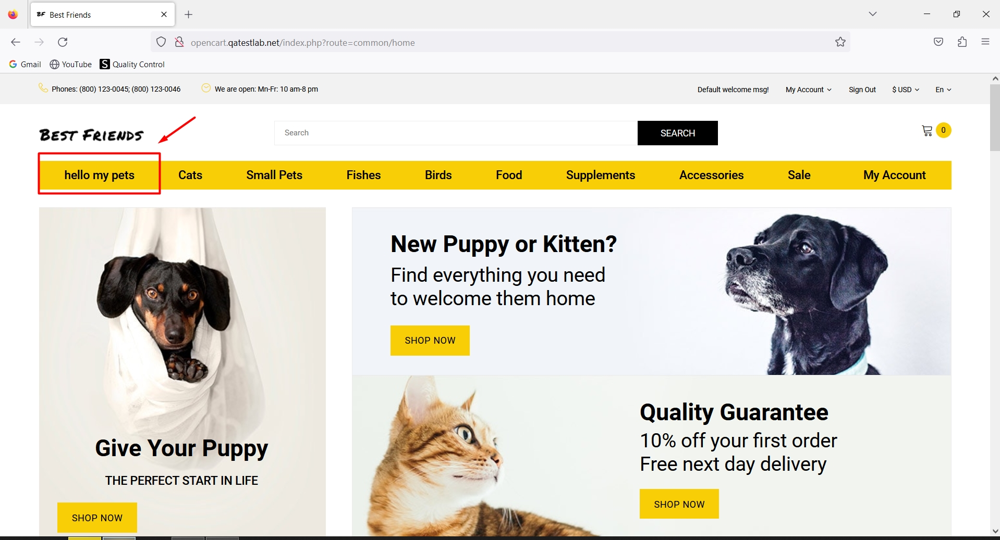 BF Best Friends
opencart.qatestlab.net/index.php?route=common/home
Gmail YouTube S Quality Control
Phones: (800) 123-0045; (800) 123-0046 We are open: Mn-Fr: 10 am-8 pm Default welcome msg! My Account Sign Out $ USD En
BEST FRIENDS Search SEARCH 0
hello my pets Cats Small Pets Fishes Birds Food Supplements Accessories Sale My Account
New Puppy or Kitten?
Find everything you need
to welcome them home
SHOP NOW
Give Your Puppy
THE PERFECT START IN LIFE
SHOP NOW
Quality Guarantee
10% off your first order
Free next day delivery
SHOP NOW